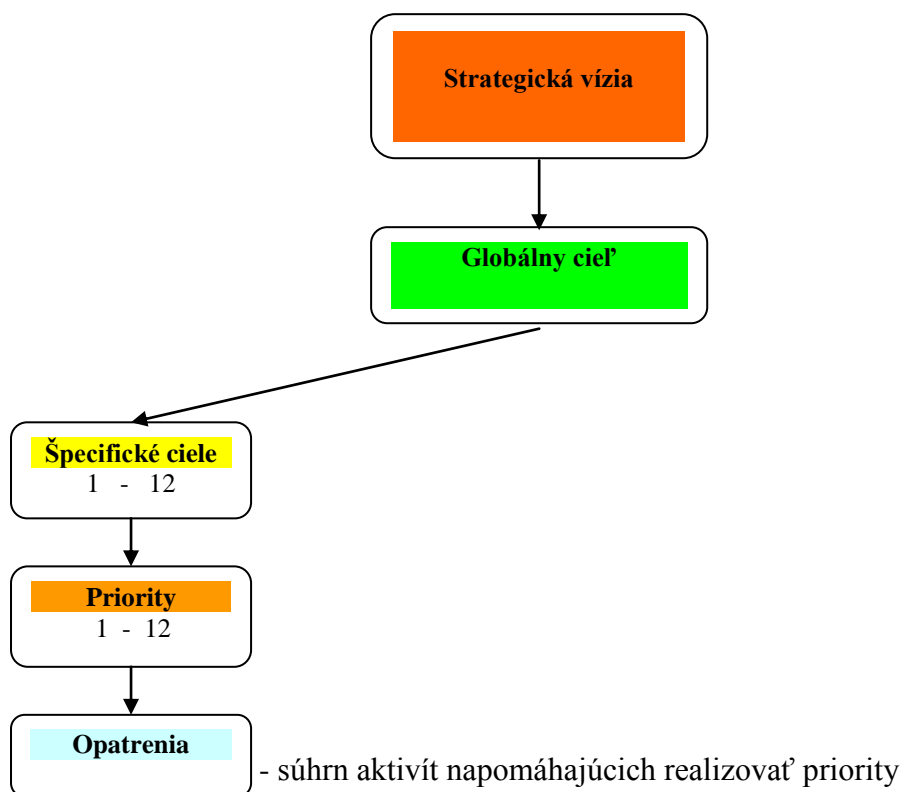 Strategická vízia
Globálny cieľ
Špecifické ciele
1 - 12
Priority
1 - 12
Opatrenia
- súhrn aktivít napomáhajúcich realizovať priority